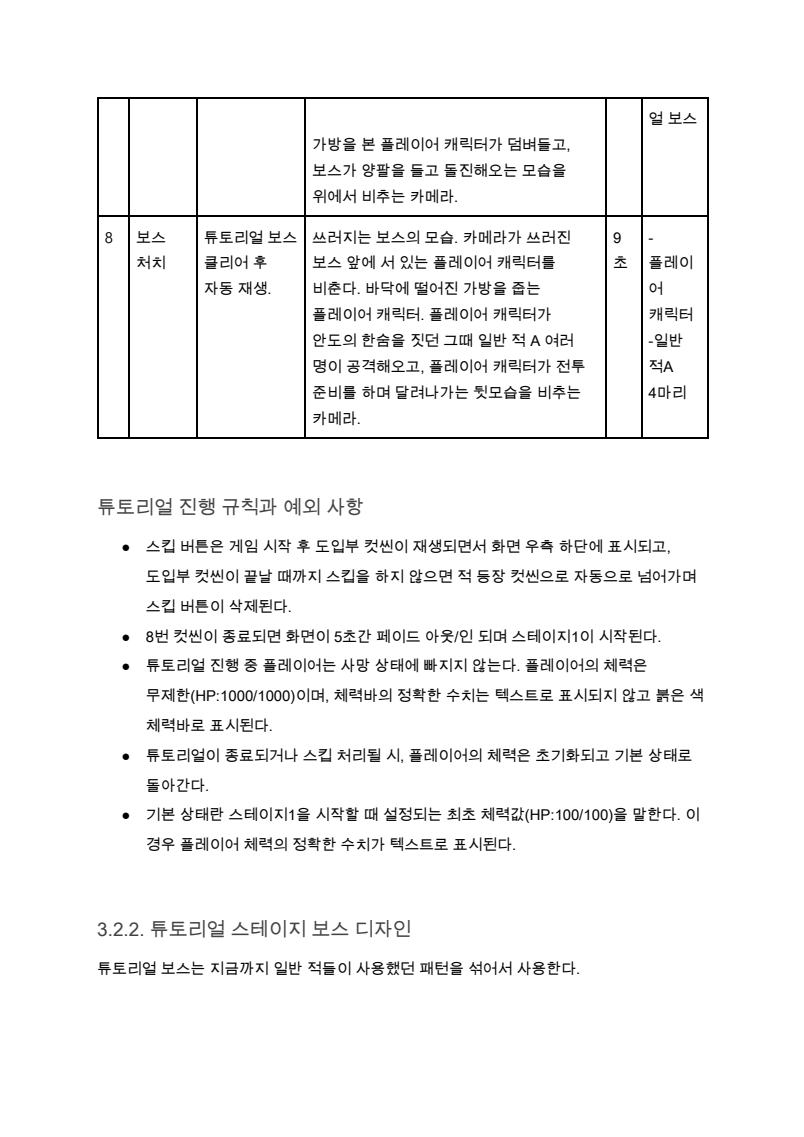 얼 보스
가방을 본 플레이어 캐릭터가 덤벼들고,
보스가 양팔을 들고 돌진해오는 모습을
위에서 비추는 카메라.
8
보스
처치
튜토리얼 보스
클리어 후
자동 재생.
쓰러지는 보스의 모습. 카메라가 쓰러진
보스 앞에 서 있는 플레이어 캐릭터를
비춘다. 바닥에 떨어진 가방을 줍는
플레이어 캐릭터. 플레이어 캐릭터가
안도의 한숨을 짓던 그때 일반 적 A 여러
명이 공격해오고, 플레이어 캐릭터가 전투
준비를 하며 달려나가는 뒷모습을 비추는
카메라.
9
초
-
플레이
어
캐릭터
-일반
적A
4마리
튜토리얼 진행 규칙과 예외 사항
● 스킵 버튼은 게임 시작 후 도입부 컷씬이 재생되면서 화면 우측 하단에 표시되고,
도입부 컷씬이 끝날 때까지 스킵을 하지 않으면 적 등장 컷씬으로 자동으로 넘어가며
스킵 버튼이 삭제된다.
● 8번 컷씬이 종료되면 화면이 5초간 페이드 아웃/인 되며 스테이지1이 시작된다.
● 튜토리얼 진행 중 플레이어는 사망 상태에 빠지지 않는다. 플레이어의 체력은
무제한(HP:1000/1000)이며, 체력바의 정확한 수치는 텍스트로 표시되지 않고 붉은 색
체력바로 표시된다.
● 튜토리얼이 종료되거나 스킵 처리될 시, 플레이어의 체력은 초기화되고 기본 상태로
돌아간다.
● 기본 상태란 스테이지1을 시작할 때 설정되는 최초 체력값(HP:100/100)을 말한다. 이
경우 플레이어 체력의 정확한 수치가 텍스트로 표시된다.
3.2.2. 튜토리얼 스테이지 보스 디자인
튜토리얼 보스는 지금까지 일반 적들이 사용했던 패턴을 섞어서 사용한다.